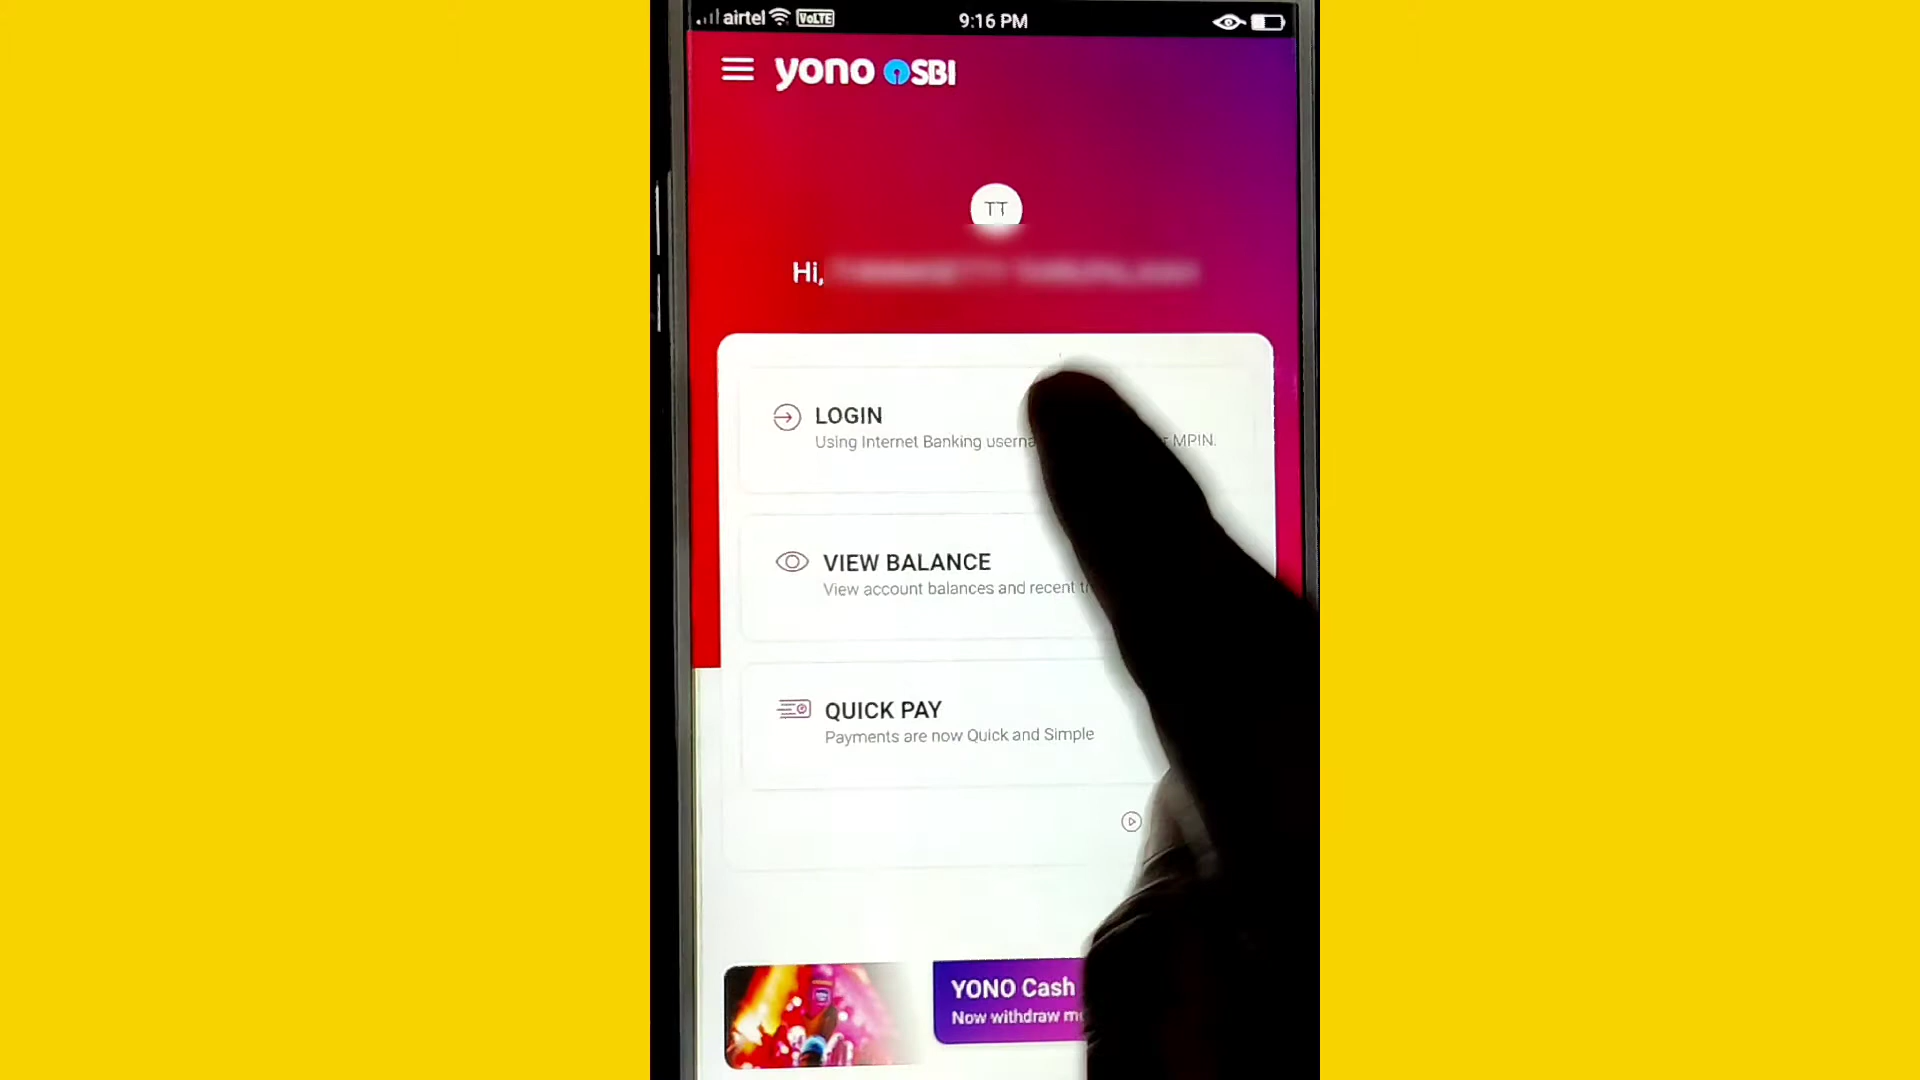 airtel VoLTE 9:16 PM
yono SBI
TT
Hi,
LOGIN
Using Internet Banking MPIN.
VIEW BALANCE
View account balances and recent
QUICK PAY
Payments are now Quick and Simple
YONO Cash
Now withdraw